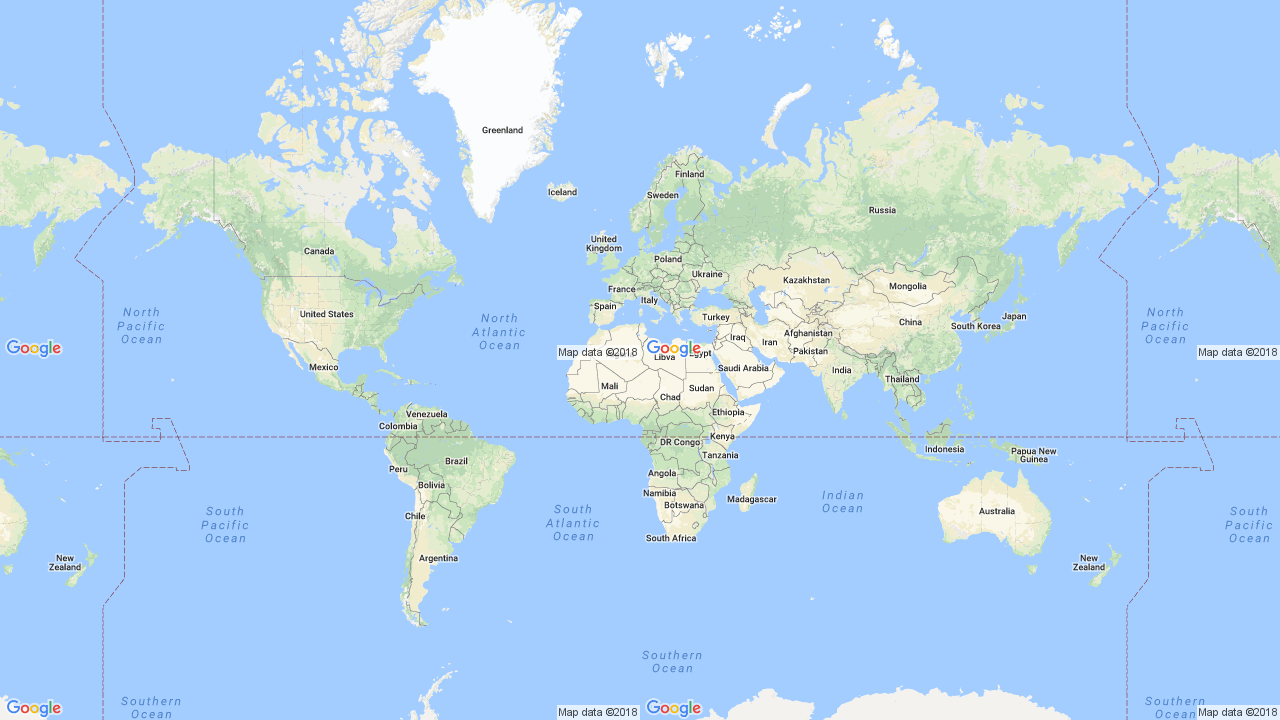 Greenland
Finland
Iceland
Sweden
Russia
United
Kingdom
Canada
Poland
Ukraine
Kazakhstan
Mongolia
France
Italy
Spain
United States
North
Pacific
Ocean
North
Atlantic
Ocean
Turkey
China
Japan
South Korea
North
Pacific
Ocean
Iraq
Afghanistan
Iran
Google
Map data ©2018
Google
Libya
Egypt
Pakistan
Map data ©2018
Mexico
Saudi Arabia
India
Thailand
Mali
Sudan
Chad
Venezuela
Ethiopia
Colombia
Kenya
DR Congo
Indonesia
Papua New
Guinea
Tanzania
Brazil
Peru
Angola
Bolivia
Namibia
Botswana
Madagascar
Indian
Ocean
South
Pacific
Ocean
Chile
South
Atlantic
Ocean
Australia
South
Pacific
Ocean
South Africa
New
Zealand
Argentina
New
Zealand
Southern
Ocean
Southern
Ocean
Southern
Ocean
Google
Map data ©2018
Google
Map data ©2018